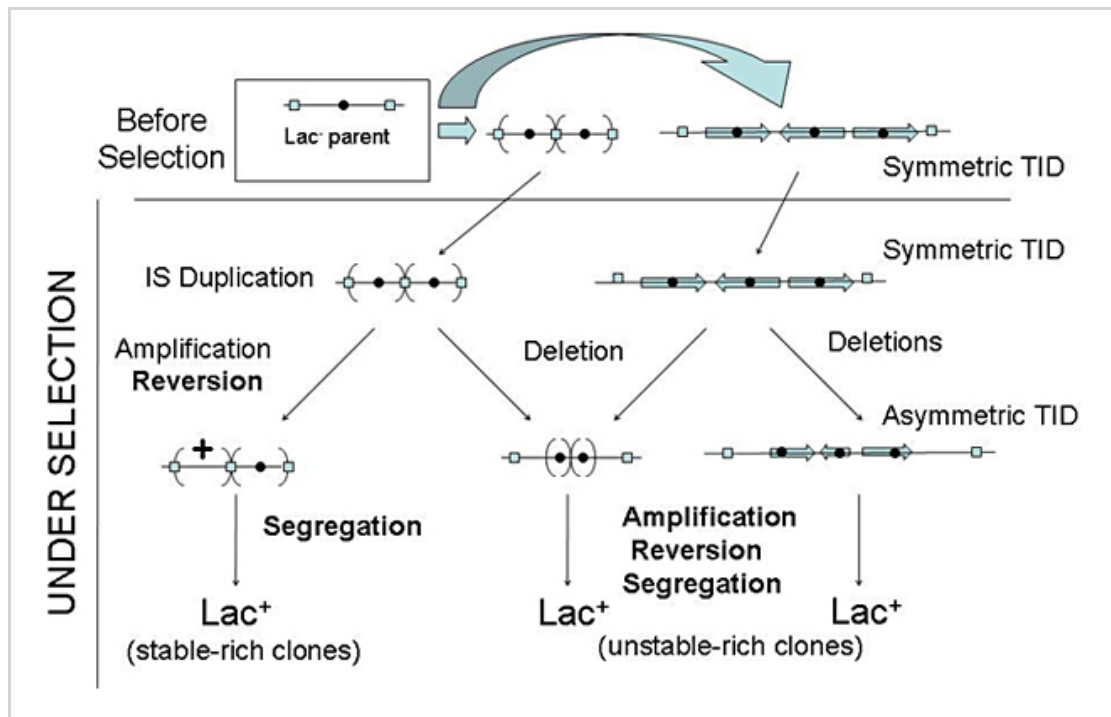 Before
Selection
Lac⁻ parent
Symmetric TID
UNDER SELECTION
IS Duplication
Symmetric TID
Amplification
Reversion
Deletion
Deletions
Asymmetric TID
+
Segregation
Amplification
Reversion
Segregation
Lac⁺
(stable-rich clones)
Lac⁺
Lac⁺
(unstable-rich clones)